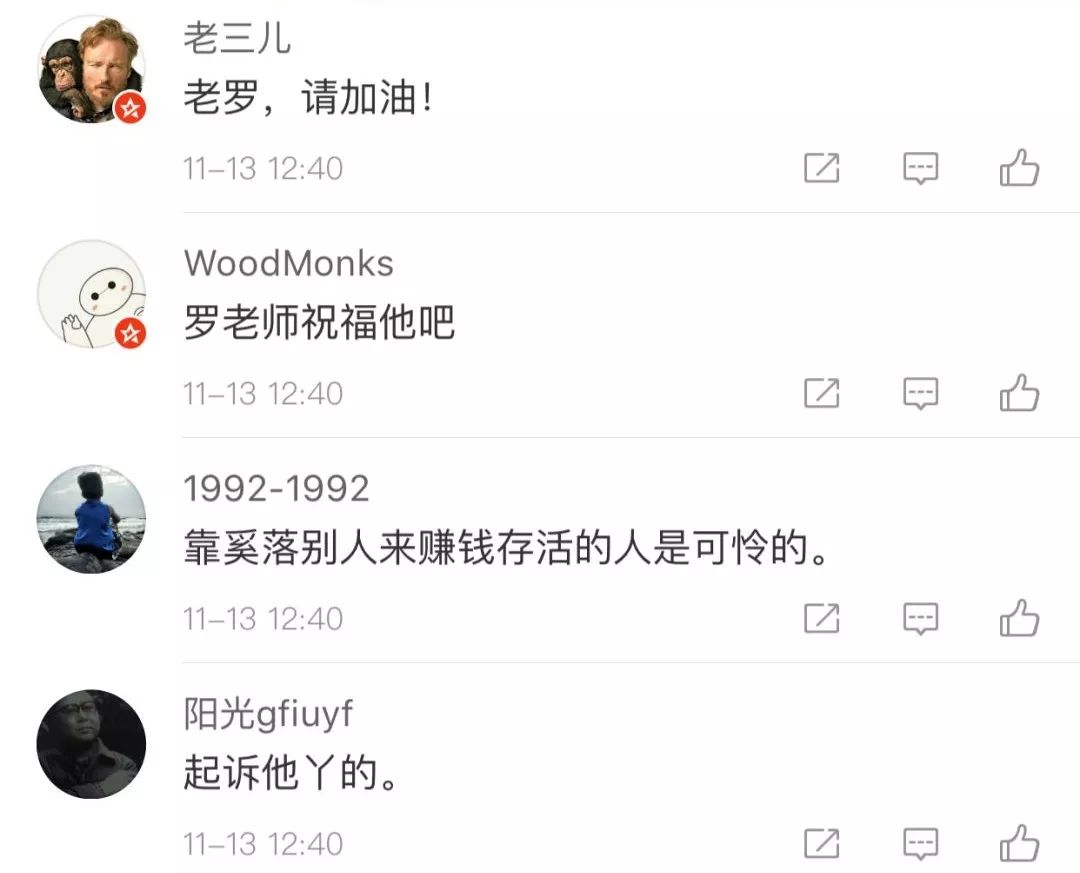 老三儿
老罗，请加油！
11-13 12:40
WoodMonks
罗老师祝福他吧
11-13 12:40
1992-1992
靠奚落别人来赚钱存活的人是可怜的。
11-13 12:40
阳光gfiuyf
起诉他丫的。
11-13 12:40